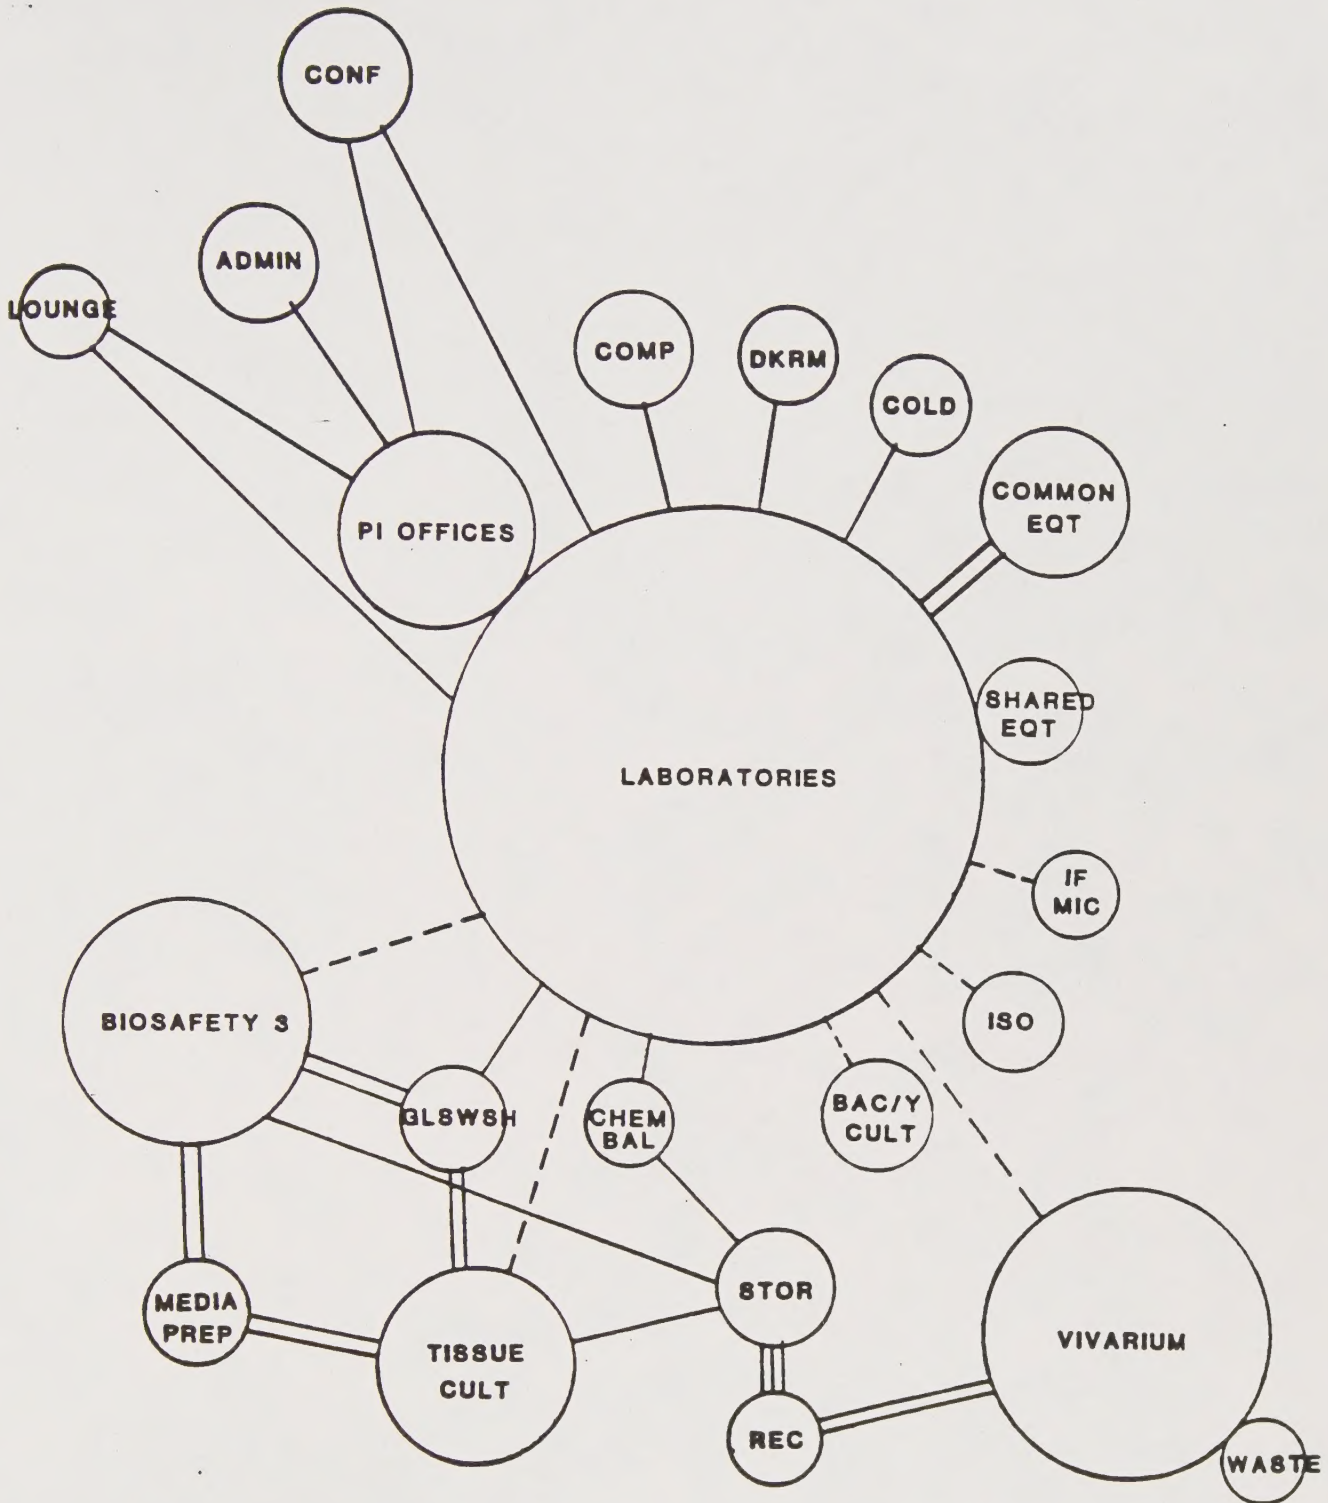 CONF
ADMIN
LOUNGE
COMP
DKRM
COLD
COMMON
EQT
PI OFFICES
SHARED
EQT
LABORATORIES
IF
MIC
BIOSAFETY 3
ISO
GLSWSH
CHEM
BAL
BAC/Y
CULT
MEDIA
PREP
STOR
TISSUE
CULT
VIVARIUM
REC
WASTE